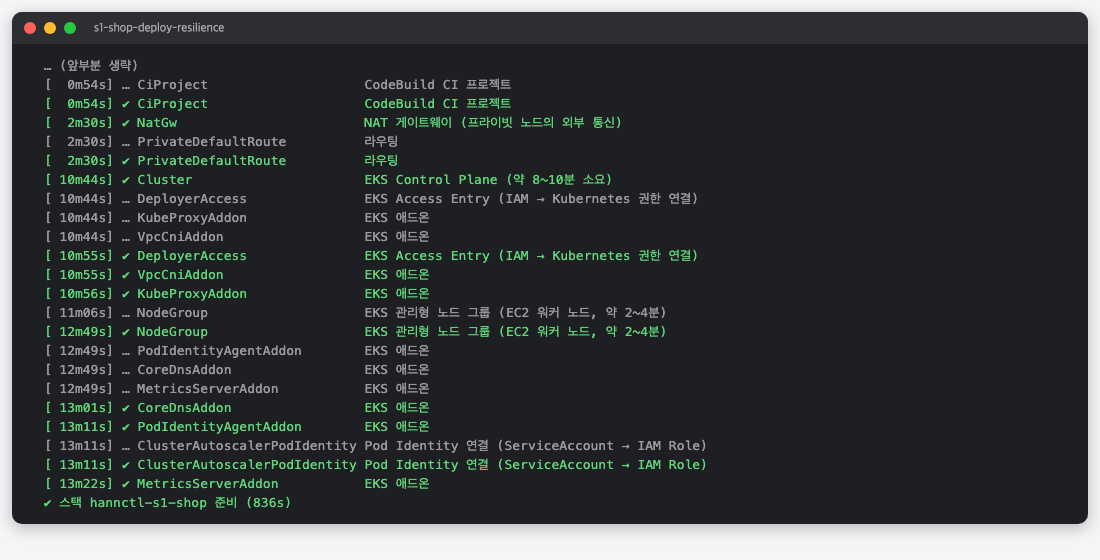 s1-shop-deploy-resilience
… (앞부분 생략)
[  0m54s] … CiProject                    CodeBuild CI 프로젝트
[  0m54s] ✔ CiProject                    CodeBuild CI 프로젝트
[  2m30s] ✔ NatGw                        NAT 게이트웨이 (프라이빗 노드의 외부 통신)
[  2m30s] … PrivateDefaultRoute          라우팅
[  2m30s] ✔ PrivateDefaultRoute          라우팅
[ 10m44s] ✔ Cluster                      EKS Control Plane (약 8~10분 소요)
[ 10m44s] … DeployerAccess               EKS Access Entry (IAM → Kubernetes 권한 연결)
[ 10m44s] … KubeProxyAddon               EKS 애드온
[ 10m44s] … VpcCniAddon                  EKS 애드온
[ 10m55s] ✔ DeployerAccess               EKS Access Entry (IAM → Kubernetes 권한 연결)
[ 10m55s] ✔ VpcCniAddon                  EKS 애드온
[ 10m56s] ✔ KubeProxyAddon               EKS 애드온
[ 11m06s] … NodeGroup                    EKS 관리형 노드 그룹 (EC2 워커 노드, 약 2~4분)
[ 12m49s] ✔ NodeGroup                    EKS 관리형 노드 그룹 (EC2 워커 노드, 약 2~4분)
[ 12m49s] … PodIdentityAgentAddon        EKS 애드온
[ 12m49s] … CoreDnsAddon                 EKS 애드온
[ 12m49s] … MetricsServerAddon           EKS 애드온
[ 13m01s] ✔ CoreDnsAddon                 EKS 애드온
[ 13m11s] ✔ PodIdentityAgentAddon        EKS 애드온
[ 13m11s] … ClusterAutoscalerPodIdentity Pod Identity 연결 (ServiceAccount → IAM Role)
[ 13m11s] ✔ ClusterAutoscalerPodIdentity Pod Identity 연결 (ServiceAccount → IAM Role)
[ 13m22s] ✔ MetricsServerAddon           EKS 애드온
✔ 스택 hannctl-s1-shop 준비 (836s)